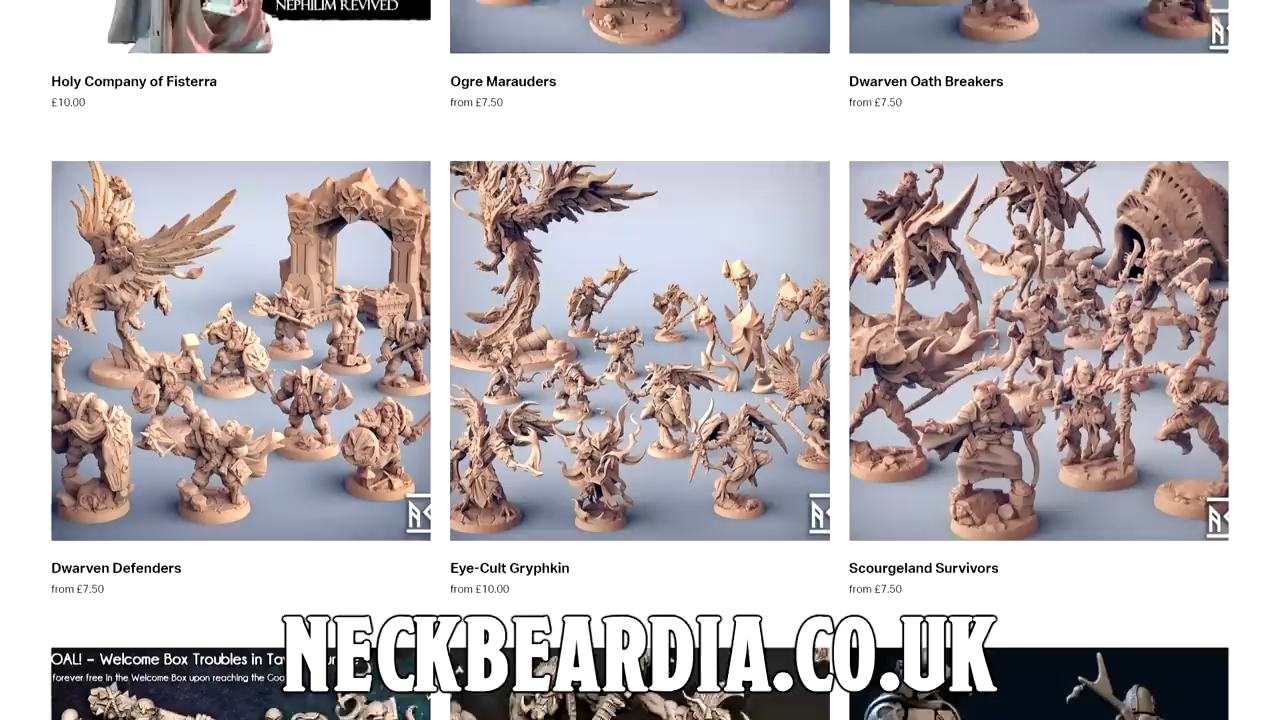 NEPHILIM REVIVED
Holy Company of Fisterra
£10.00
Ogre Marauders
from £7.50
Dwarven Oath Breakers
from £7.50
Dwarven Defenders
from £7.50
Eye-Cult Gryphkin
from £10.00
Scourgeland Survivors
from £7.50
OAL! – Welcome Box Troubles in Ta
forever free in the Welcome Box upon reaching the Goa
NECKBEARDIA.CO.UK